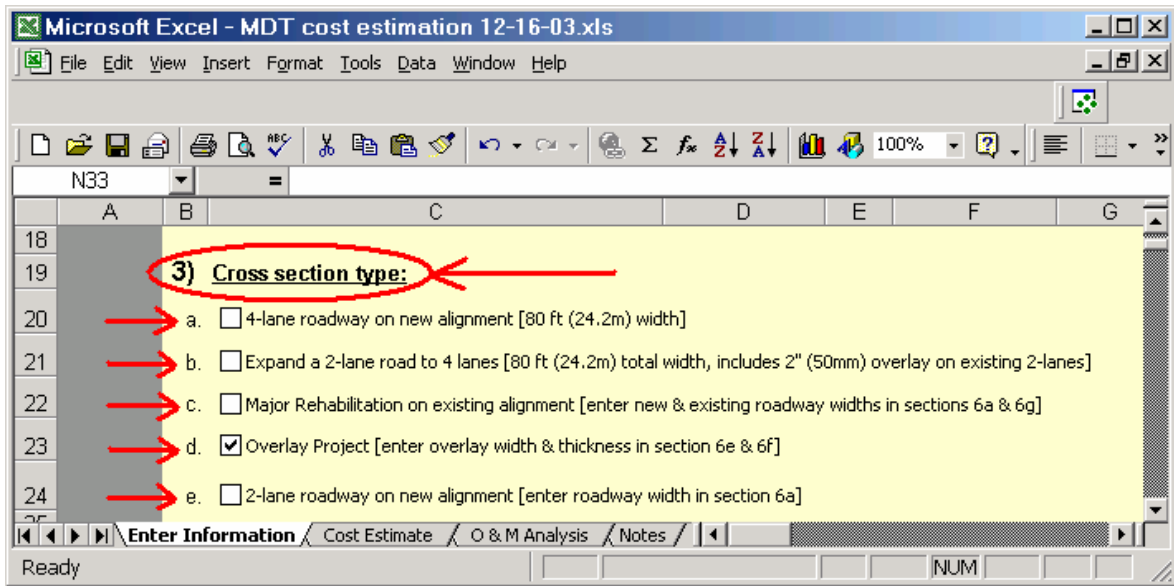 Microsoft Excel - MDT cost estimation 12-16-03.xls
File Edit View Insert Format Tools Data Window Help
ABC Σ fx A Z Z A 100% ?
N33 =
A B C D E F G
18
19 3) Cross section type:
20 a. 4-lane roadway on new alignment [80 ft (24.2m) width]
21 b. Expand a 2-lane road to 4 lanes [80 ft (24.2m) total width, includes 2" (50mm) overlay on existing 2-lanes]
22 c. Major Rehabilitation on existing alignment [enter new & existing roadway widths in sections 6a & 6g]
23 d. Overlay Project [enter overlay width & thickness in section 6e & 6f]
24 e. 2-lane roadway on new alignment [enter roadway width in section 6a]
Enter Information Cost Estimate O & M Analysis Notes
Ready NUM